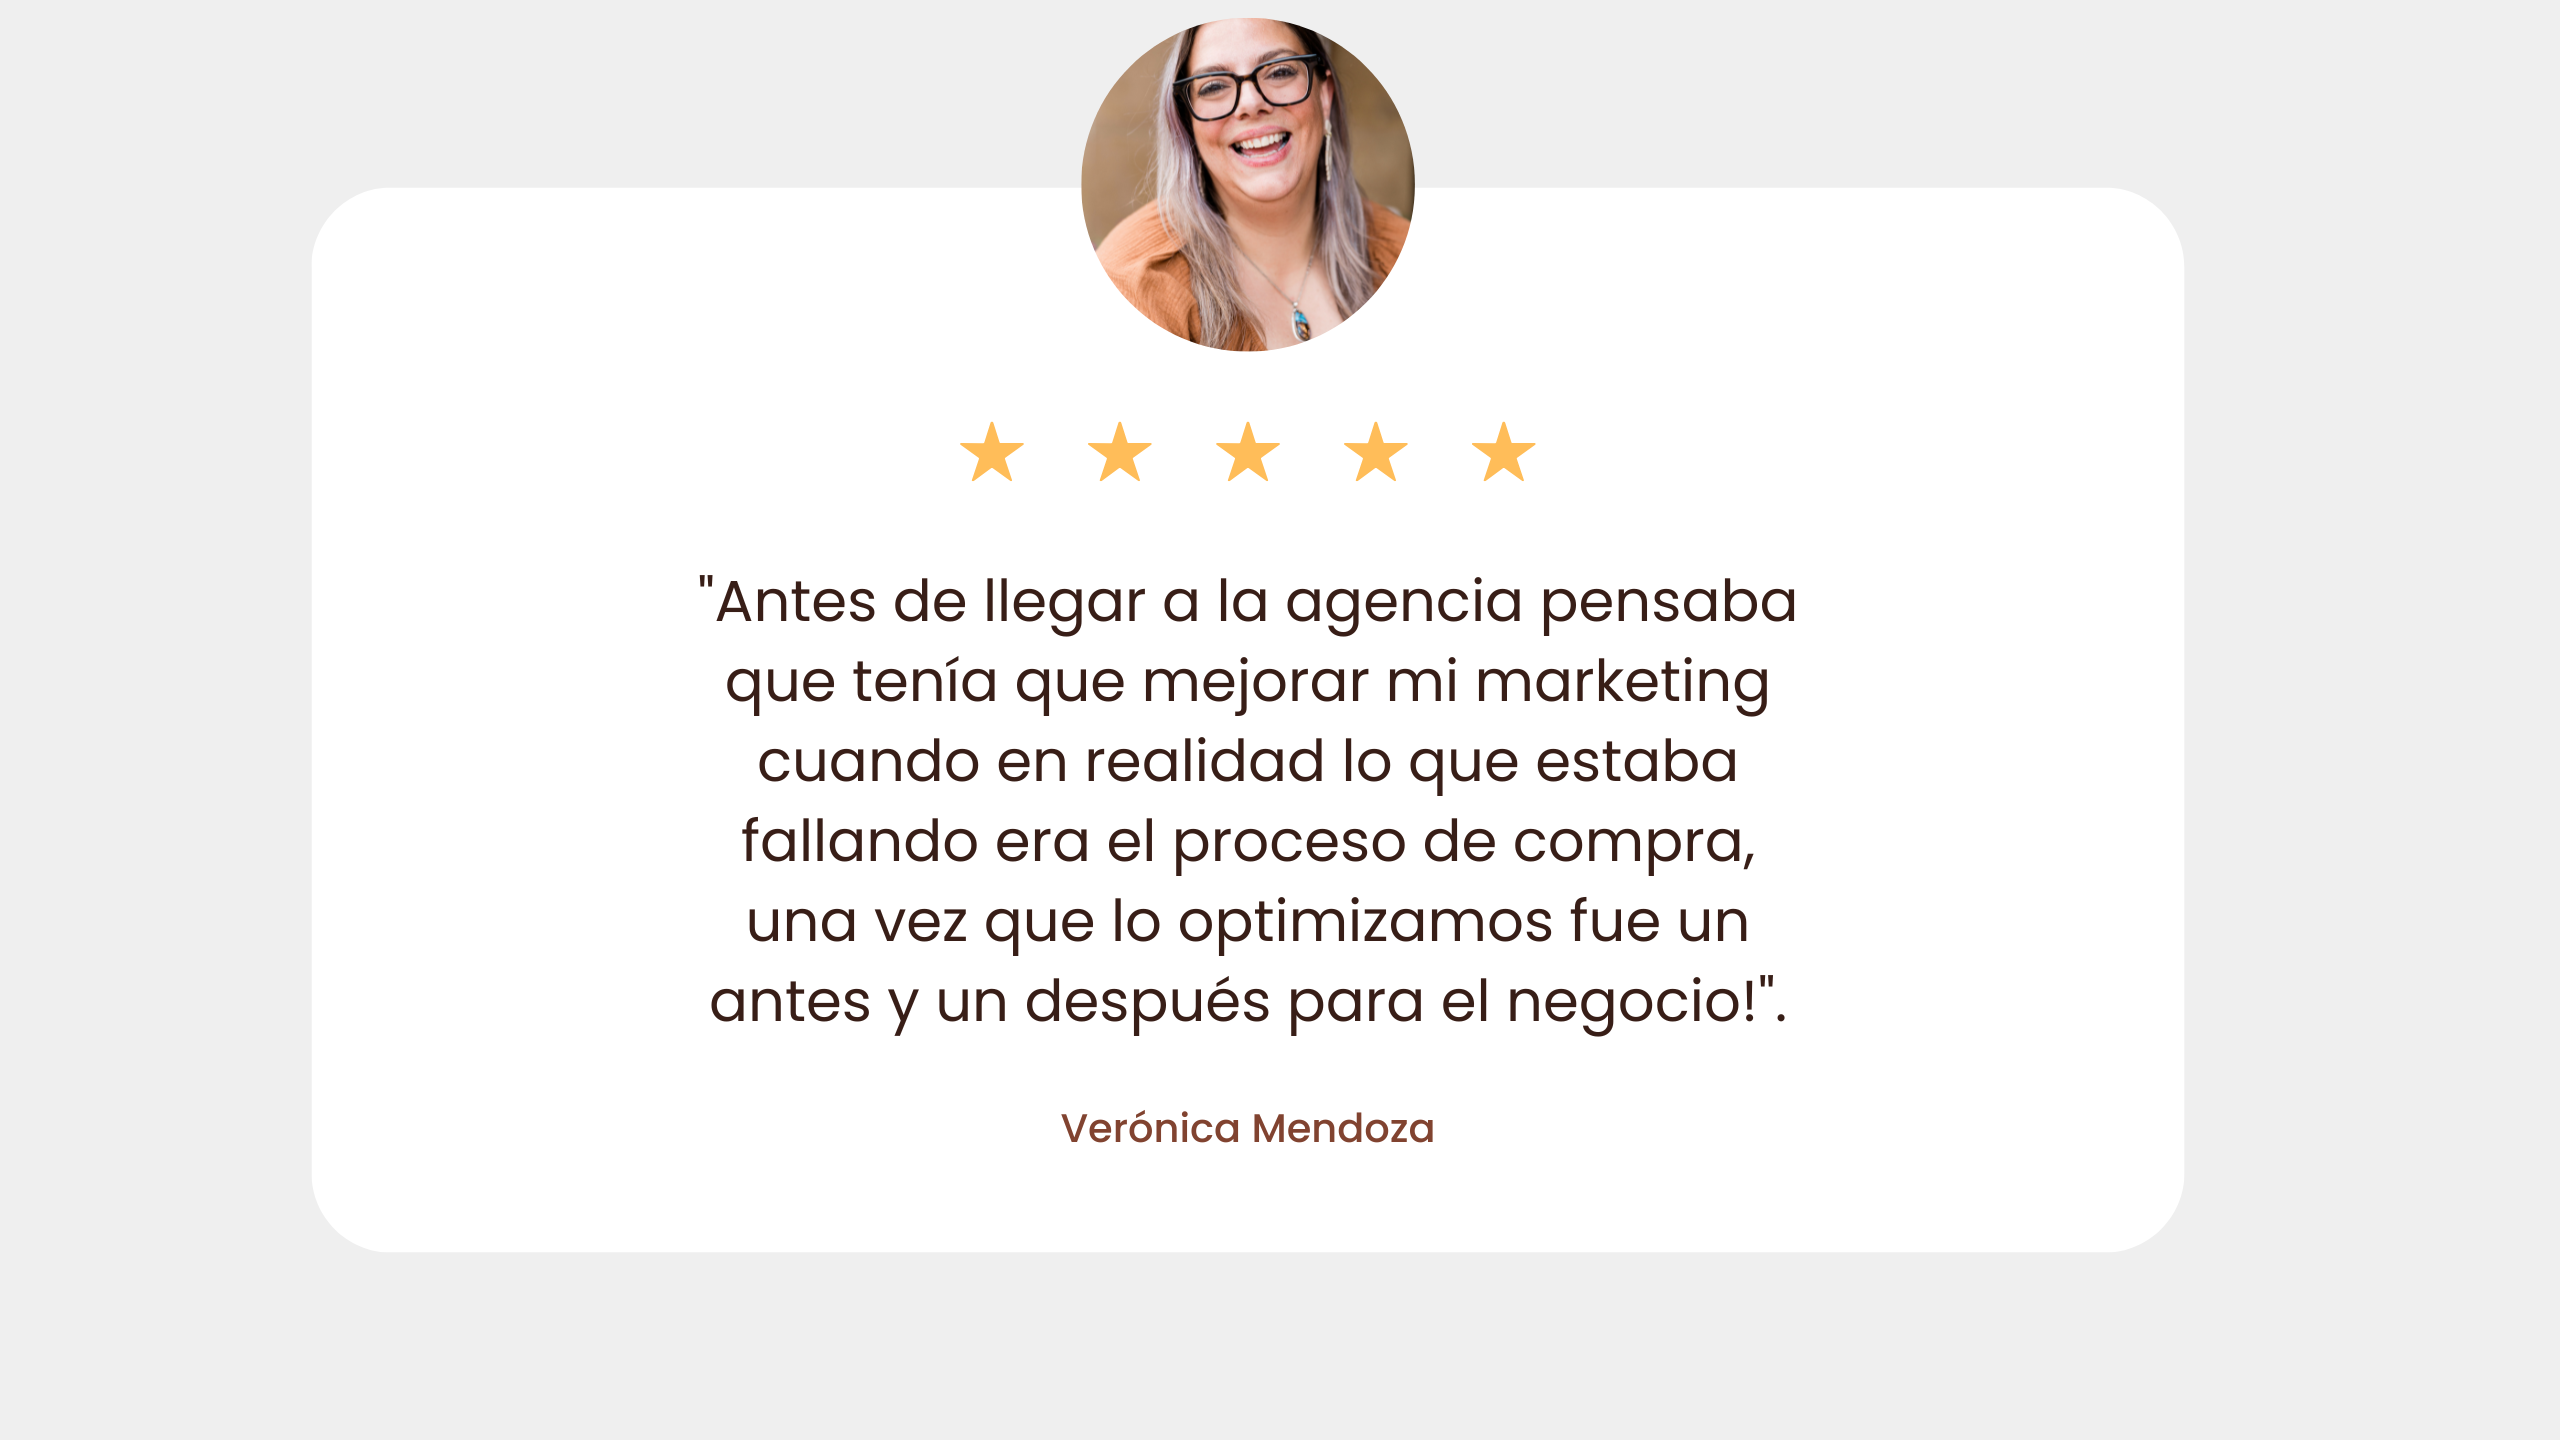 "Antes de llegar a la agencia pensaba
que tenía que mejorar mi marketing
cuando en realidad lo que estaba
fallando era el proceso de compra,
una vez que lo optimizamos fue un
antes y un después para el negocio!".
Verónica Mendoza